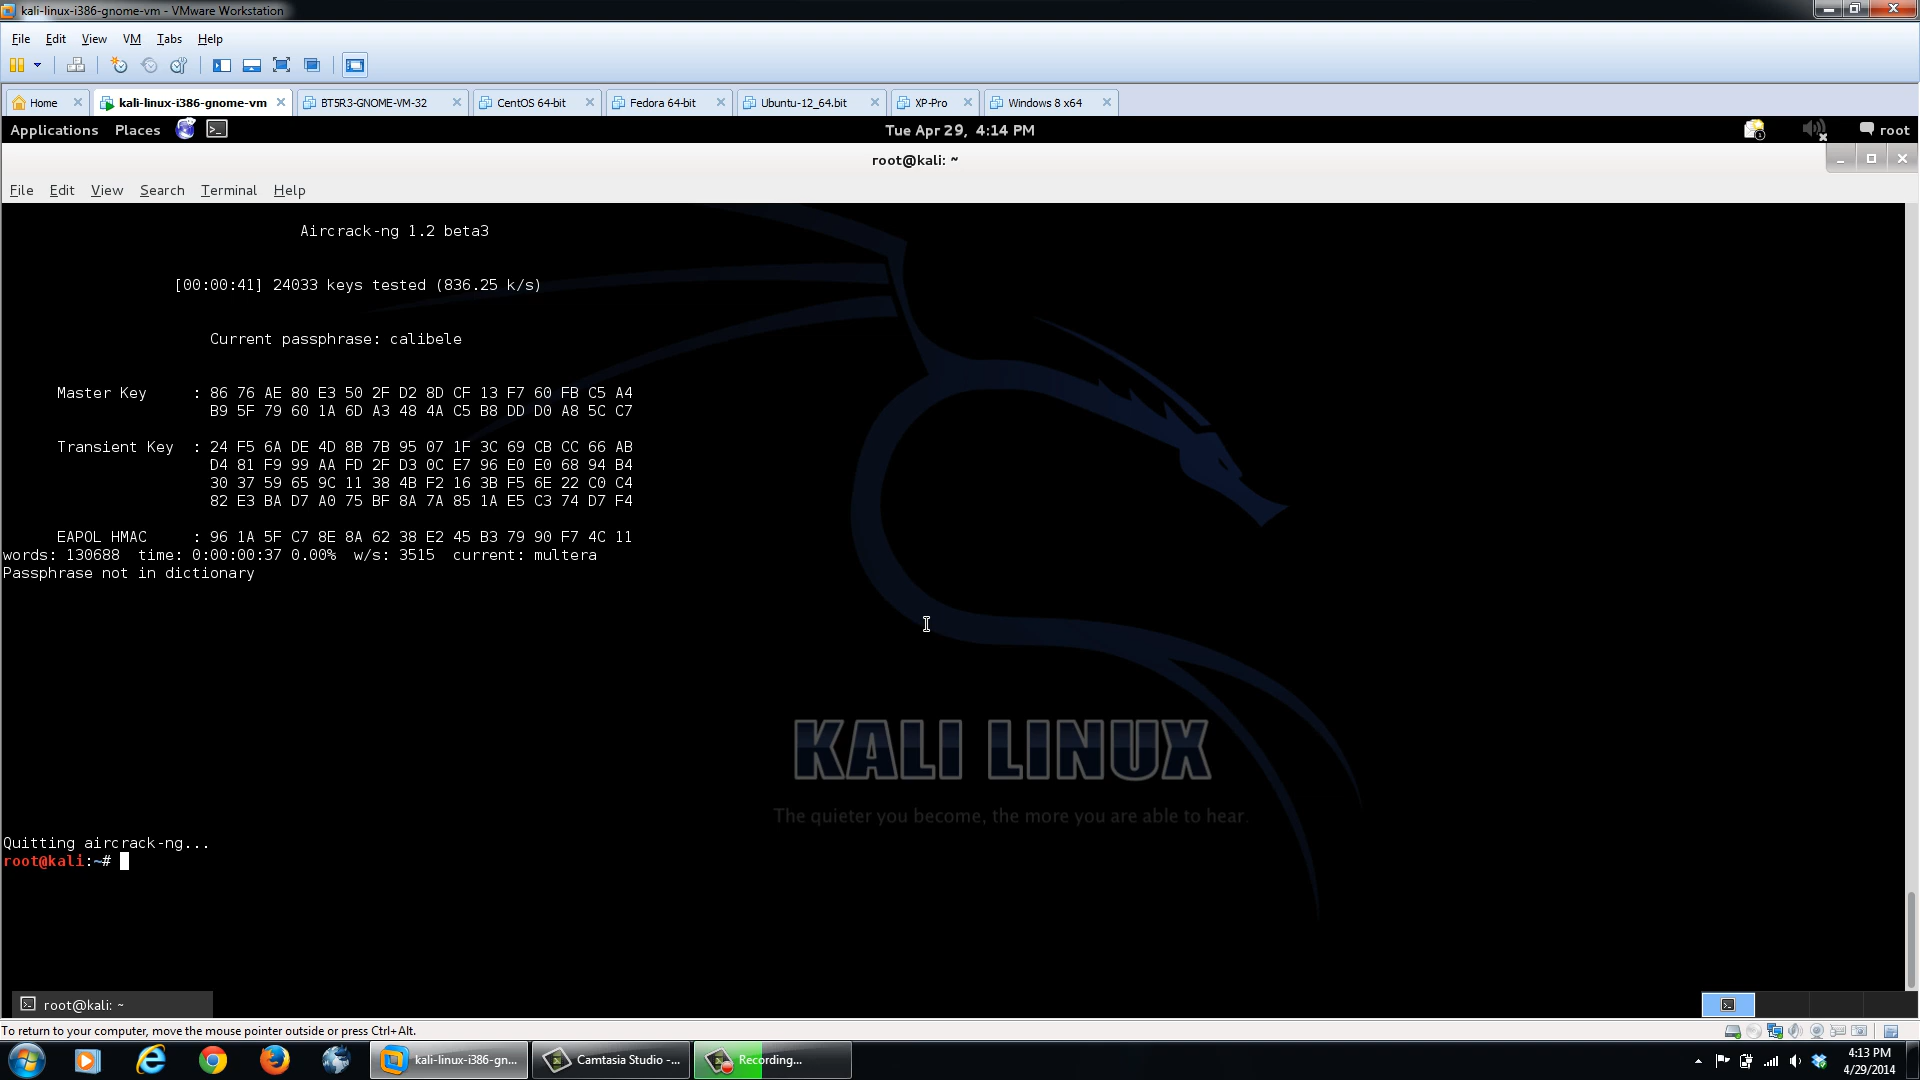 kali-linux-i386-gnome-vm - VMware Workstation
File Edit View VM Tabs Help
Home kali-linux-i386-gnome-vm BT5R3-GNOME-VM-32 CentOS 64-bit Fedora 64-bit Ubuntu-12_64.bit XP-Pro Windows 8 x64
Applications Places Tue Apr 29, 4:14 PM root
root@kali: ~
File Edit View Search Terminal Help
Aircrack-ng 1.2 beta3
[00:00:41] 24033 keys tested (836.25 k/s)
Current passphrase: calibele
Master Key : 86 76 AE 80 E3 50 2F D2 8D CF 13 F7 60 FB C5 A4
B9 5F 79 60 1A 6D A3 48 4A C5 B8 DD D0 A8 5C C7
Transient Key : 24 F5 6A DE 4D 8B 7B 95 07 1F 3C 69 CB CC 66 AB
D4 81 F9 99 AA FD 2F D3 0C E7 96 E0 E0 68 94 B4
30 37 59 65 9C 11 38 4B F2 16 3B F5 6E 22 C0 C4
82 E3 BA D7 A0 75 BF 8A 7A 85 1A E5 C3 74 D7 F4
EAPOL HMAC : 96 1A 5F C7 8E 8A 62 38 E2 45 B3 79 90 F7 4C 11
words: 130688 time: 0:00:00:37 0.00% w/s: 3515 current: multera
Passphrase not in dictionary
KALI LINUX
The quieter you become, the more you are able to hear.
Quitting aircrack-ng...
root@kali:~#
root@kali: ~
To return to your computer, move the mouse pointer outside or press Ctrl+Alt.
kali-linux-i386-gn... Camtasia Studio -... Recording... 4:13 PM
4/29/2014